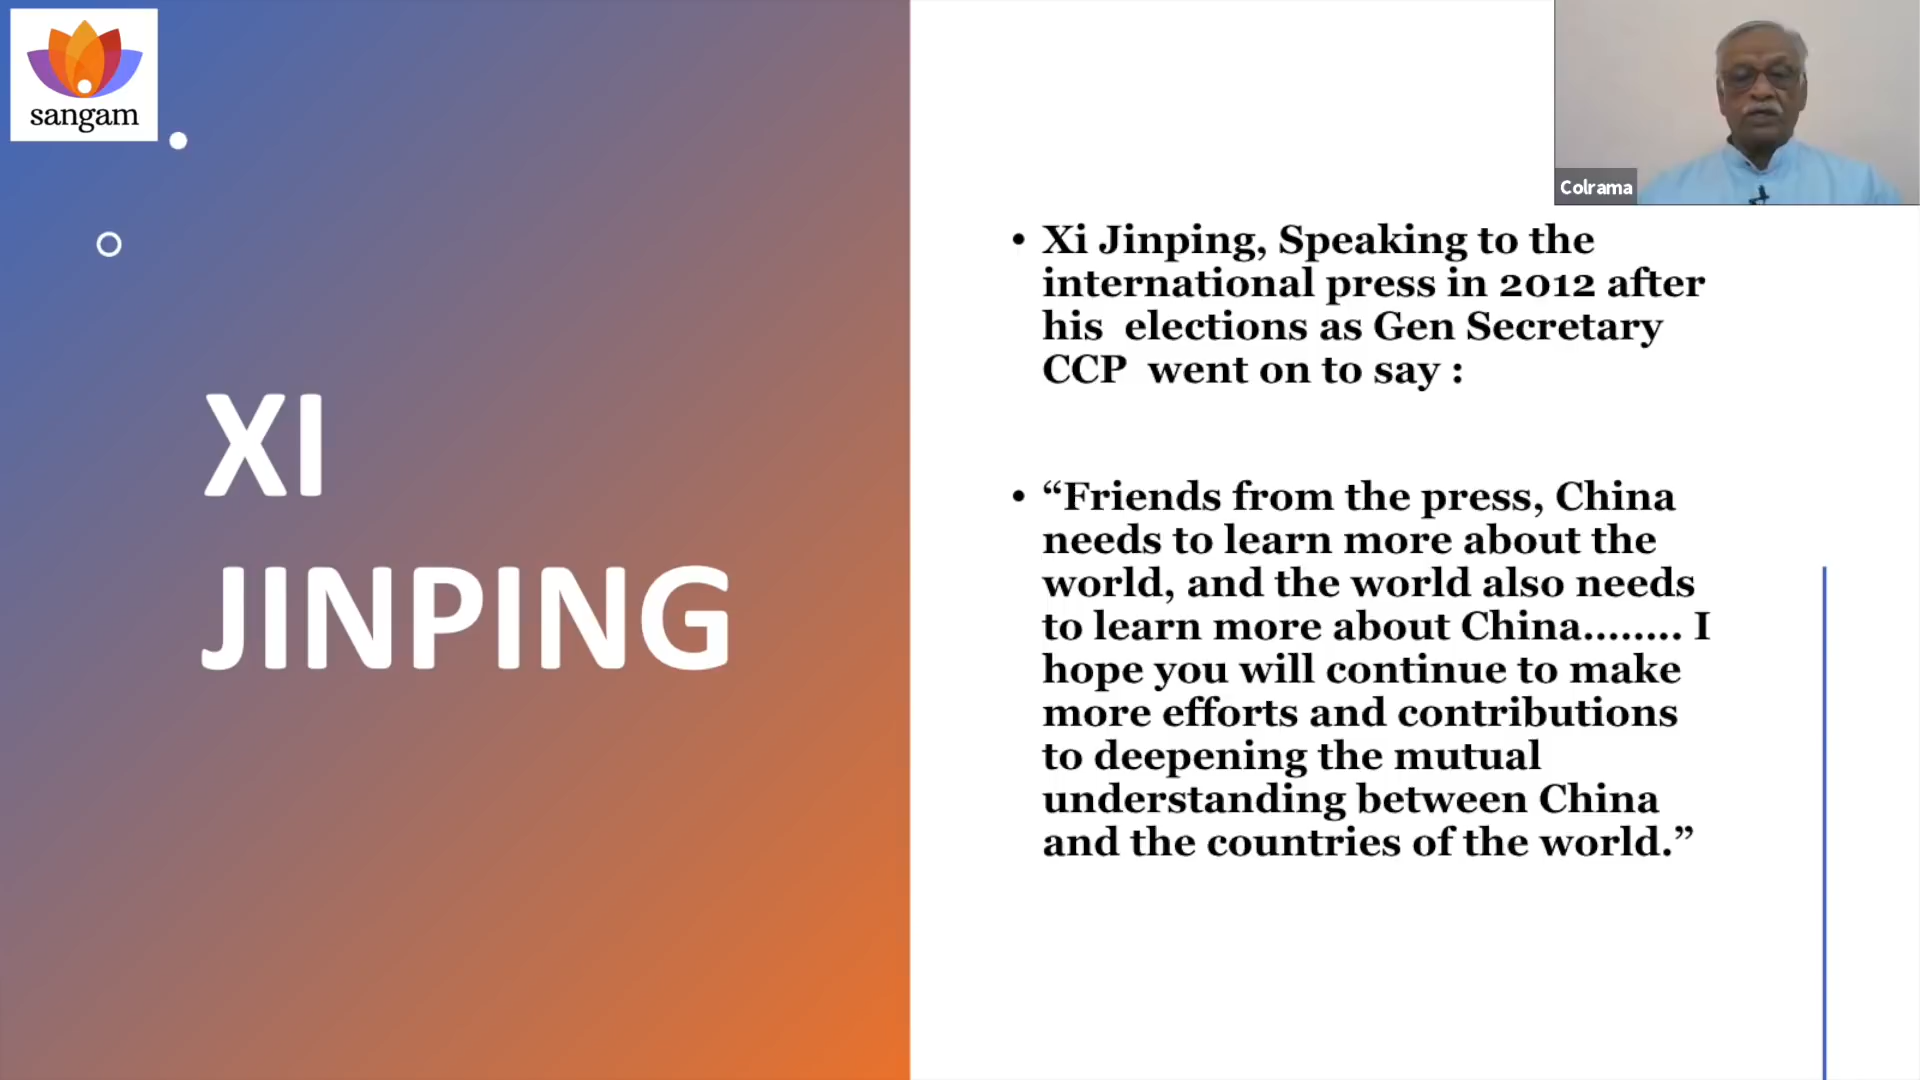 sangam
Colrama
XI
JINPING
• Xi Jinping, Speaking to the
international press in 2012 after
his  elections as Gen Secretary
CCP  went on to say :
• “Friends from the press, China
needs to learn more about the
world, and the world also needs
to learn more about China........ I
hope you will continue to make
more efforts and contributions
to deepening the mutual
understanding between China
and the countries of the world.”